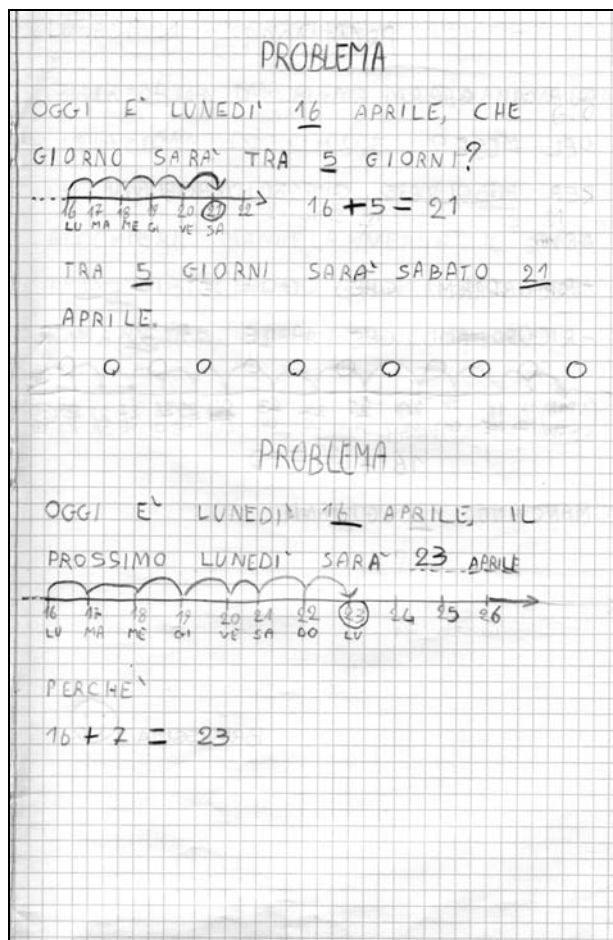 PROBLEMA
OGGI E` LUNEDI` 16 APRILE, CHE
GIORNO SARA` TRA 5 GIORNI?
16 17 18 19 20 21 22 16 + 5 = 21
LU MA ME GI VE SA
TRA 5 GIORNI SARA` SABATO 21
APRILE.
PROBLEMA
OGGI E` LUNEDI` 16 APRILE, IL
PROSSIMO LUNEDI` SARA` 23 APRILE
16 17 18 19 20 21 22 23 24 25 26
LU MA ME GI VE SA DO LU
PERCHE`
16 + 7 = 23